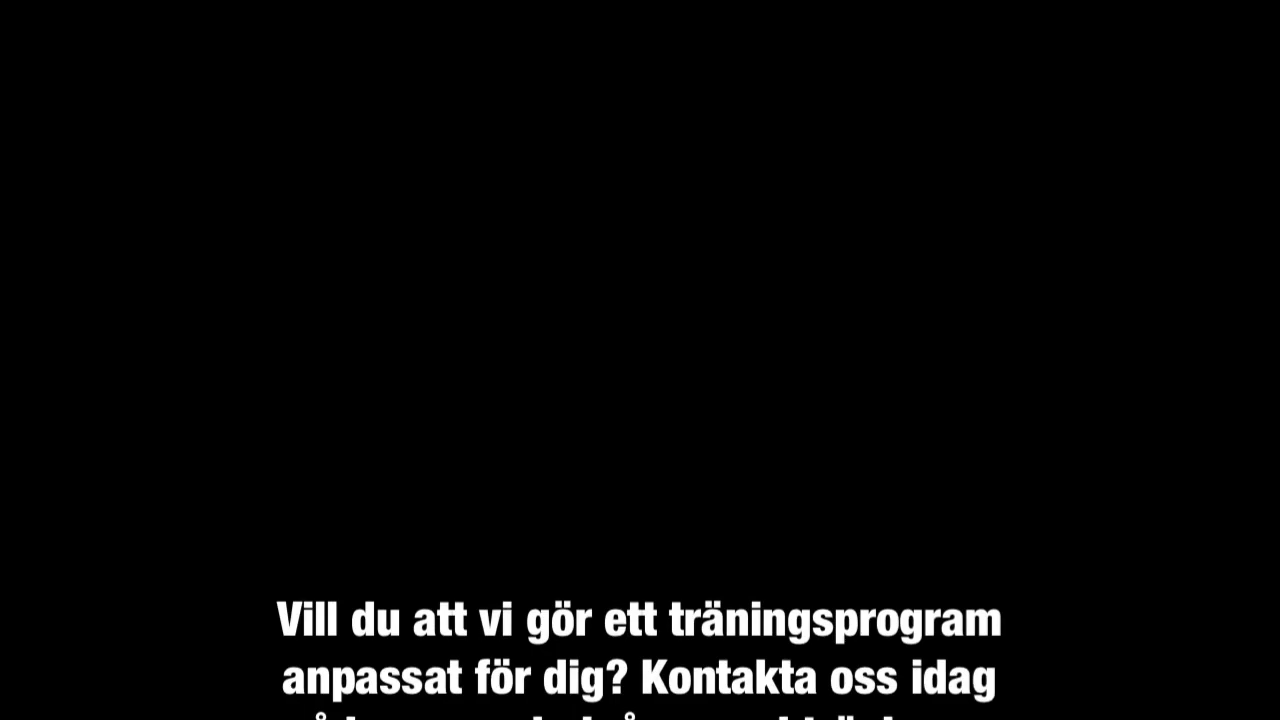 Vill du att vi gör ett träningsprogram
anpassat för dig? Kontakta oss idag